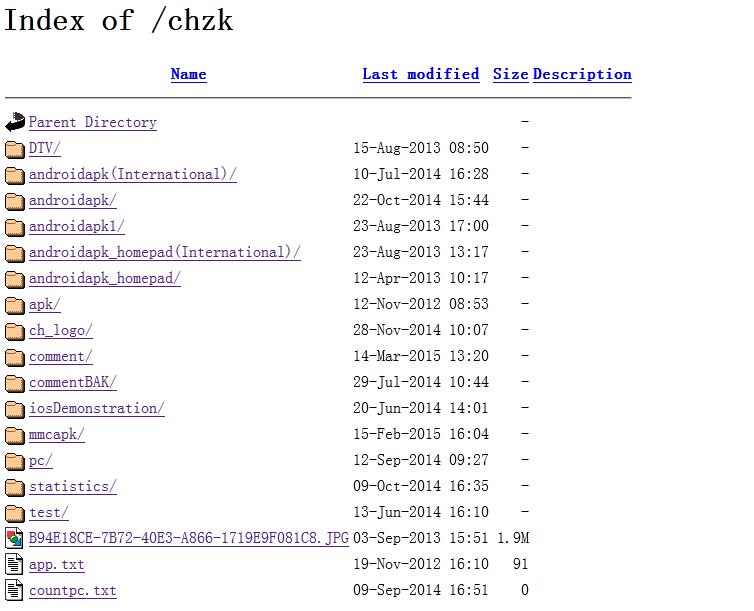 Index of /chzk
Name Last modified Size Description
Parent Directory -
DTV/ 15-Aug-2013 08:50 -
androidapk(International)/ 10-Jul-2014 16:28 -
androidapk/ 22-Oct-2014 15:44 -
androidapk1/ 23-Aug-2013 17:00 -
androidapk_homepad(International)/ 23-Aug-2013 13:17 -
androidapk_homepad/ 12-Apr-2013 10:17 -
apk/ 12-Nov-2012 08:53 -
ch_logo/ 28-Nov-2014 10:07 -
comment/ 14-Mar-2015 13:20 -
commentBAK/ 29-Jul-2014 10:44 -
iosDemonstration/ 20-Jun-2014 14:01 -
mmcapk/ 15-Feb-2015 16:04 -
pc/ 12-Sep-2014 09:27 -
statistics/ 09-Oct-2014 16:35 -
test/ 13-Jun-2014 16:10 -
B94E18CE-7B72-40E3-A866-1719E9F081C8.JPG 03-Sep-2013 15:51 1.9M
app.txt 19-Nov-2012 16:10 91
countpc.txt 09-Sep-2014 16:51 0